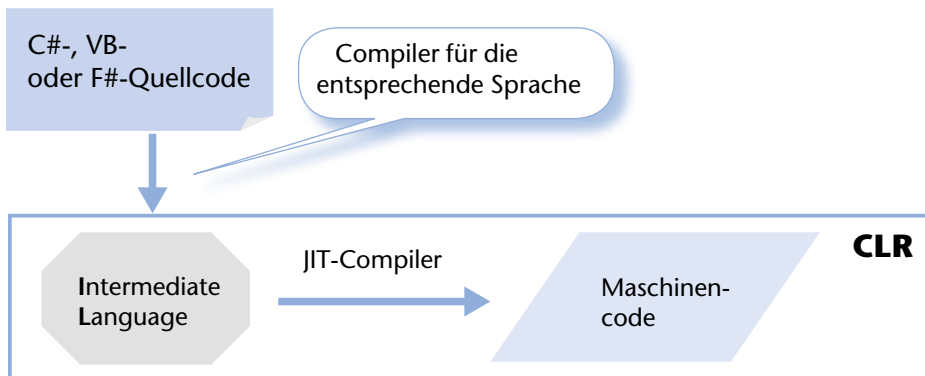 C#-, VB-
oder F#-Quellcode
Compiler für die
entsprechende Sprache
CLR
Intermediate
Language
JIT-Compiler
Maschinen-
code